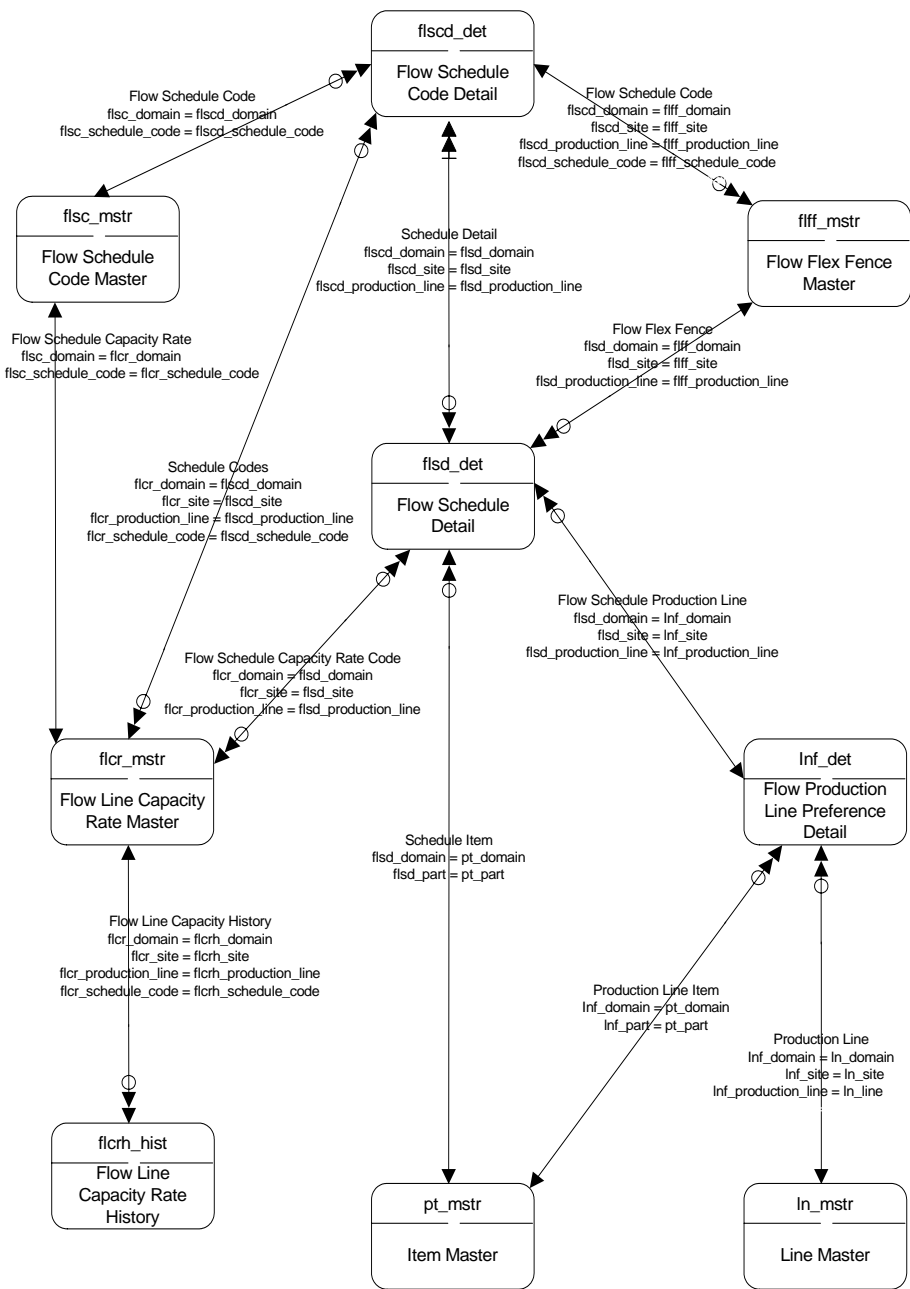 flscd_det
Flow Schedule
Code Detail
Flow Schedule Code
flsc_domain = flscd_domain
flsc_schedule_code = flscd_schedule_code
Flow Schedule Code
flscd_domain = flff_domain
flscd_site = flff_site
flscd_production_line = flff_production_line
flscd_schedule_code = flff_schedule_code
flsc_mstr
Flow Schedule
Code Master
flff_mstr
Flow Flex Fence
Master
Schedule Detail
flscd_domain = flsd_domain
flscd_site = flsd_site
flscd_production_line = flsd_production_line
Flow Schedule Capacity Rate
flsc_domain = flcr_domain
flsc_schedule_code = flcr_schedule_code
Flow Flex Fence
flsd_domain = flff_domain
flsd_site = flff_site
flsd_production_line = flff_production_line
flsd_det
Flow Schedule
Detail
Schedule Codes
flcr_domain = flscd_domain
flcr_site = flscd_site
flcr_production_line = flscd_production_line
flcr_schedule_code = flscd_schedule_code
Flow Schedule Production Line
flsd_domain = lnf_domain
flsd_site = lnf_site
flsd_production_line = lnf_production_line
Flow Schedule Capacity Rate Code
flcr_domain = flsd_domain
flcr_site = flsd_site
flcr_production_line = flsd_production_line
flcr_mstr
Flow Line Capacity
Rate Master
lnf_det
Flow Production
Line Preference
Detail
Schedule Item
flsd_domain = pt_domain
flsd_part = pt_part
Flow Line Capacity History
flcr_domain = flcrh_domain
flcr_site = flcrh_site
flcr_production_line = flcrh_production_line
flcr_schedule_code = flcrh_schedule_code
Production Line Item
lnf_domain = pt_domain
lnf_part = pt_part
Production Line
lnf_domain = ln_domain
lnf_site = ln_site
lnf_production_line = ln_line
flcrh_hist
Flow Line
Capacity Rate
History
pt_mstr
Item Master
ln_mstr
Line Master